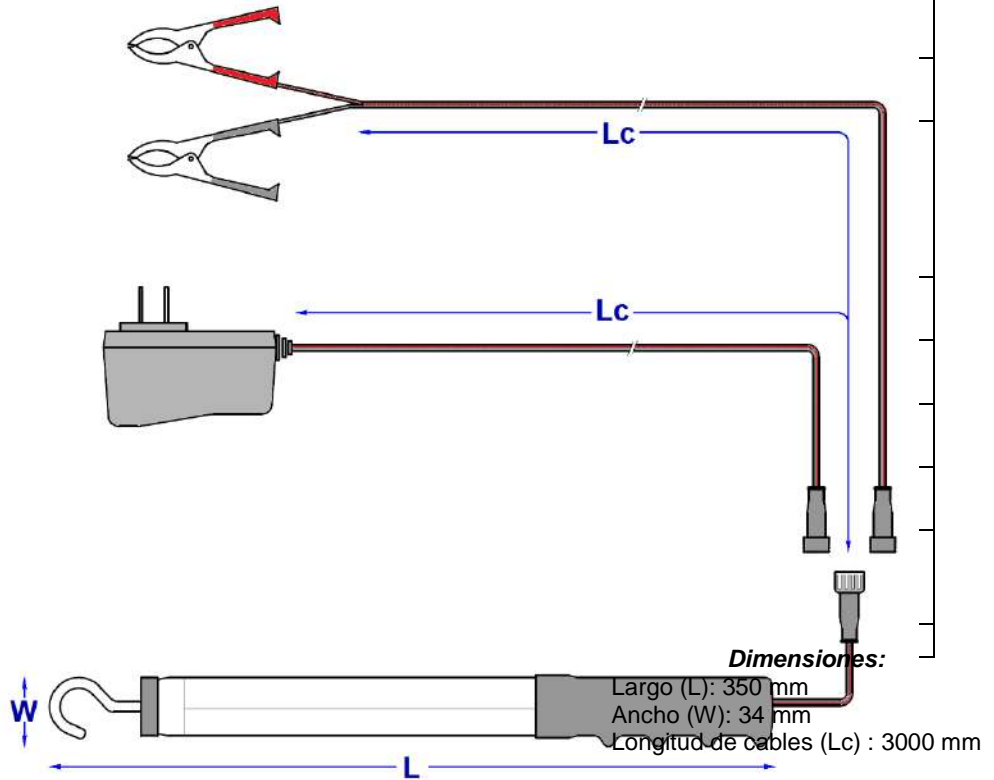 Lc
Lc
Dimensiones:
Largo (L): 350 mm
Ancho (W): 34 mm
Longitud de cables (Lc) : 3000 mm
W
L